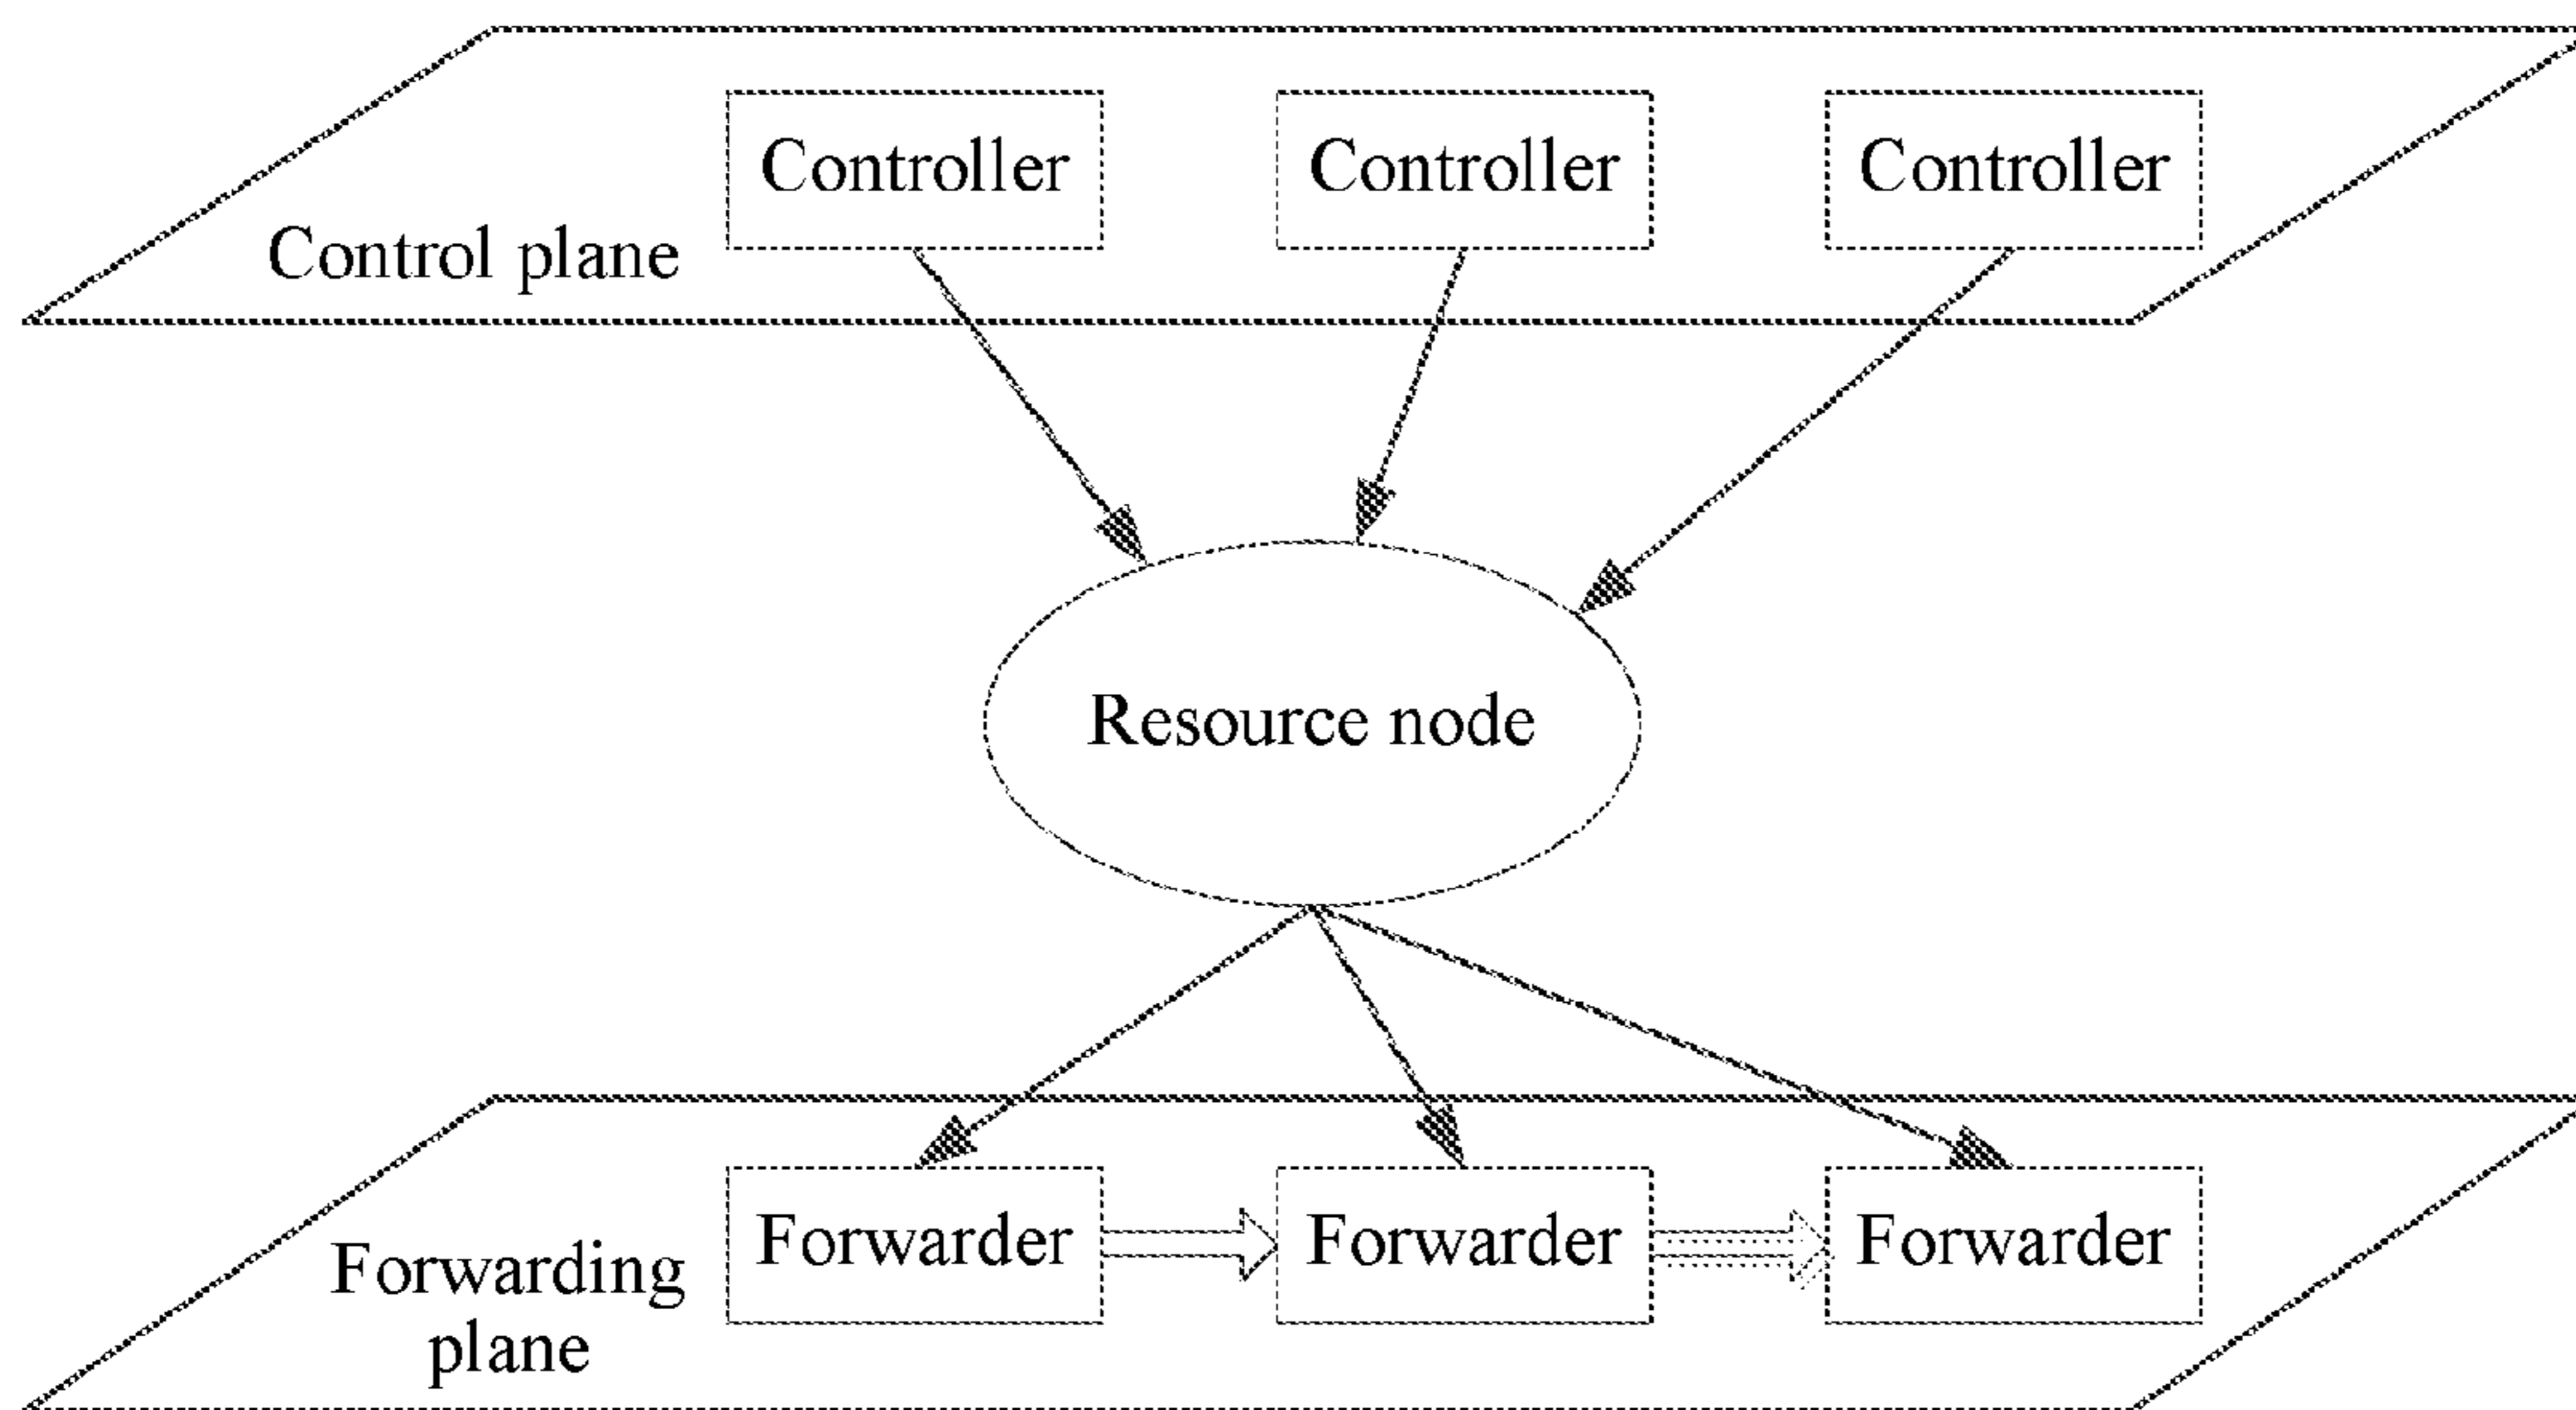 Controller
Controller
Controller
Control plane
Resource node
Forwarder
Forwarder
Forwarder
Forwarding
plane